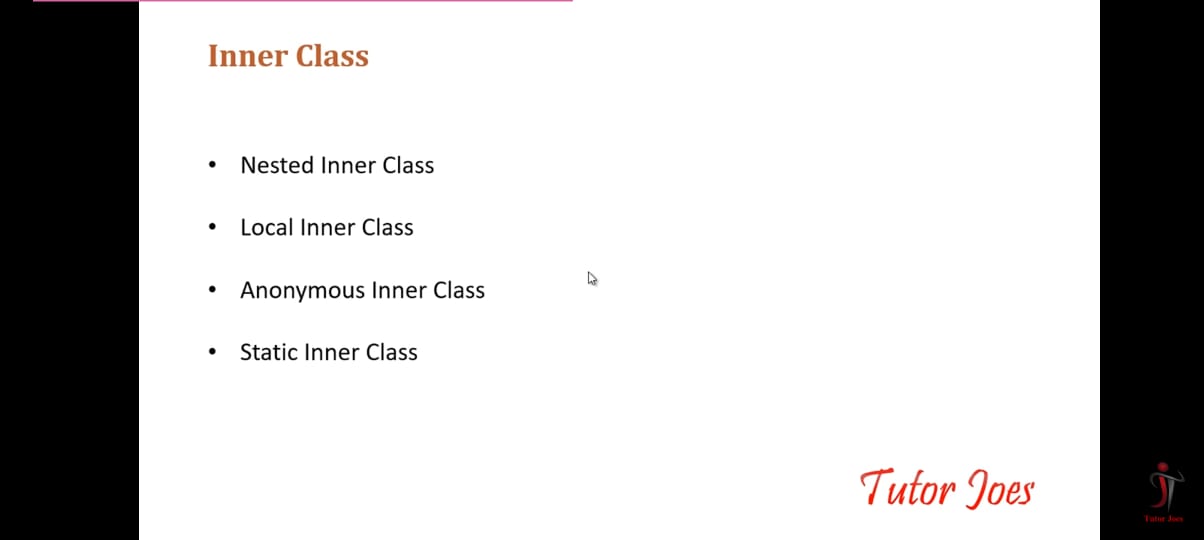 Inner Class
• Nested Inner Class
• Local Inner Class
• Anonymous Inner Class
• Static Inner Class
Tutor Joes
Tutor Joes